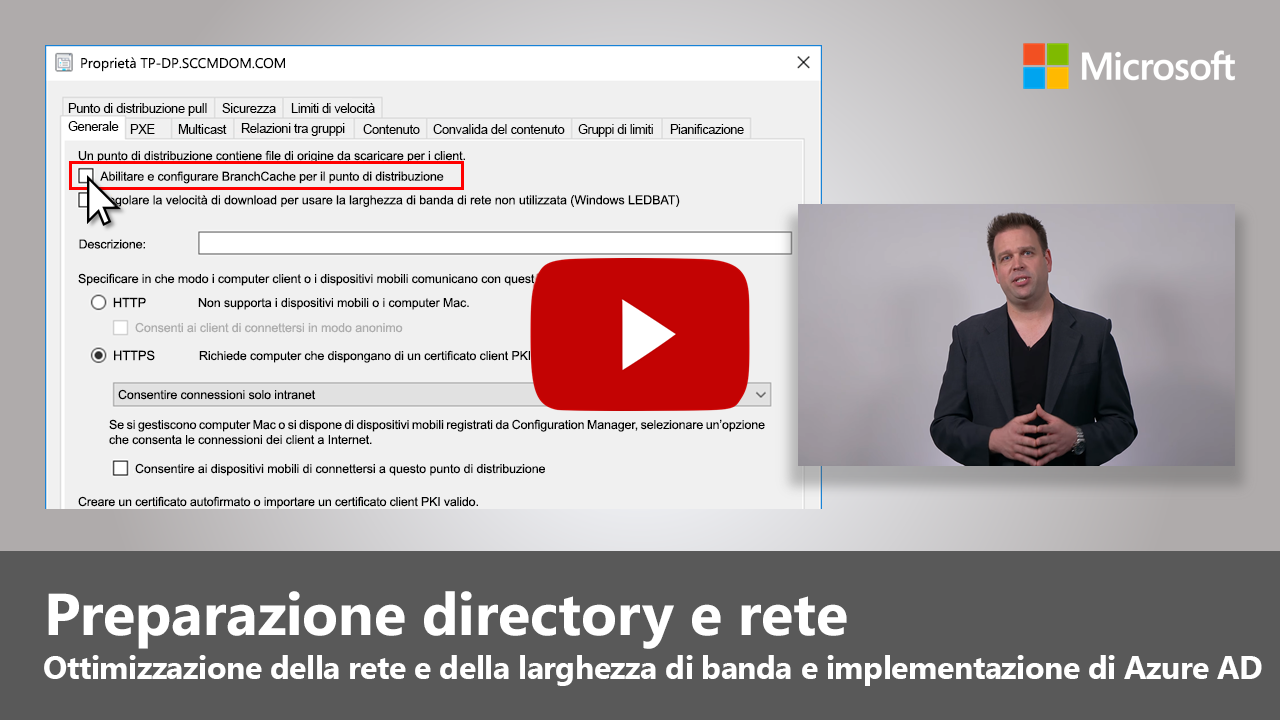 Proprietà TP-DP.SCCMDOM.COM
Microsoft
Punto di distribuzione pull Sicurezza Limiti di velocità
Generale PXE Multicast Relazioni tra gruppi Contenuto Convalida del contenuto Gruppi di limiti Pianificazione
Un punto di distribuzione contiene file di origine da scaricare per i client.
Abilitare e configurare BranchCache per il punto di distribuzione
la velocità di download per usare la larghezza di banda di rete non utilizzata (Windows LEDBAT)
Descrizione:
Specificare in che modo i computer client o i dispositivi mobili comunicano con
HTTP Non supporta i dispositivi mobili o i computer Mac.
Consenti ai client di connettersi in modo anonimo
HTTPS Richiede computer che dispongano di un certificato client PKI
Consentire connessioni solo intranet
Se si gestiscono computer Mac o si dispone di dispositivi mobili registrati da Configuration Manager, selezionare un'opzione
che consenta le connessioni dei client a Internet.
Consentire ai dispositivi mobili di connettersi a questo punto di distribuzione
Creare un certificato autofirmato o importare un certificato client PKI valido.
Preparazione directory e rete
Ottimizzazione della rete e della larghezza di banda e implementazione di Azure AD